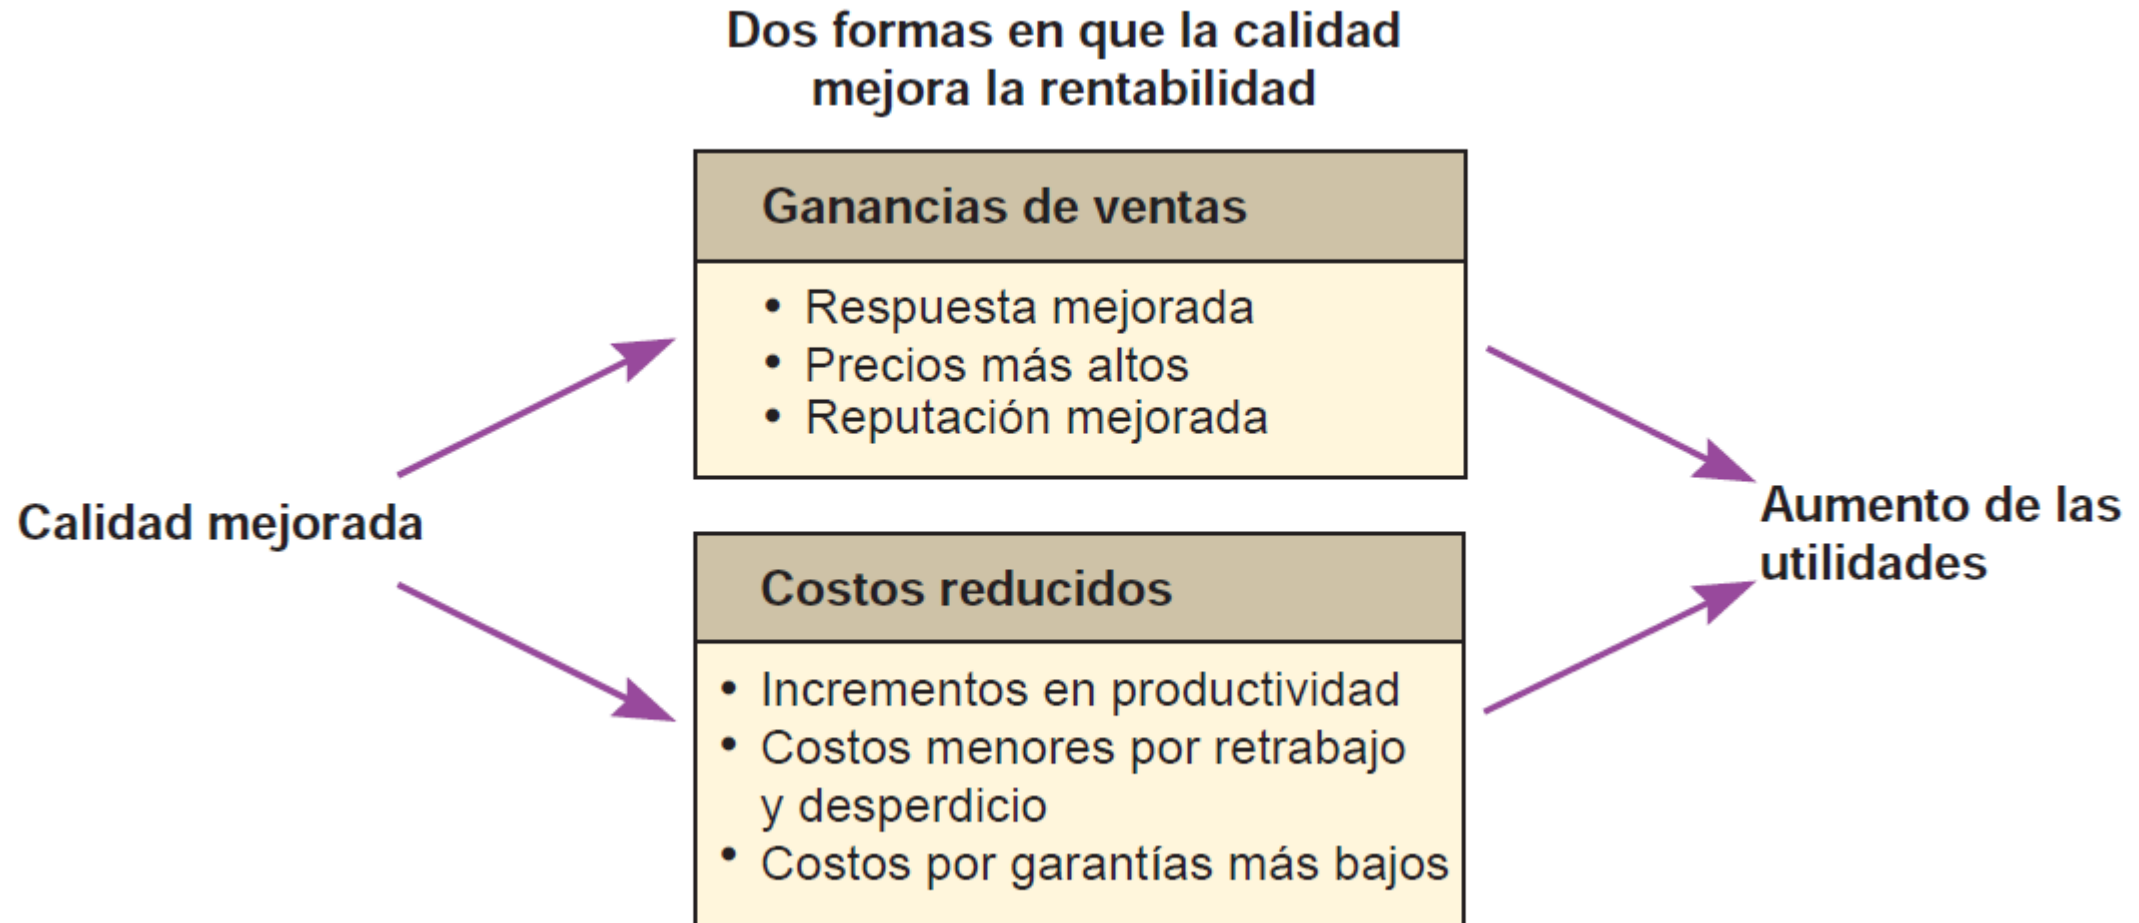 Dos formas en que la calidad
mejora la rentabilidad
Ganancias de ventas
• Respuesta mejorada
• Precios más altos
• Reputación mejorada
Calidad mejorada
Aumento de las
utilidades
Costos reducidos
• Incrementos en productividad
• Costos menores por retrabajo
y desperdicio
• Costos por garantías más bajos